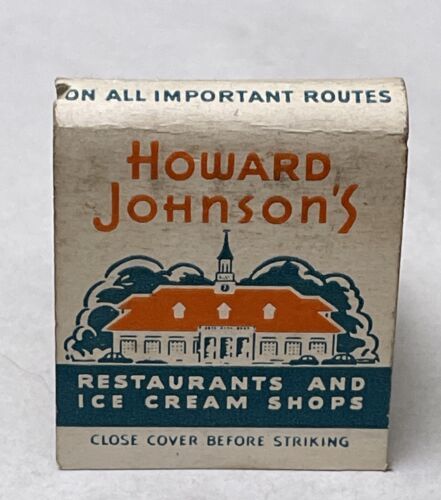 ON ALL IMPORTANT ROUTES
HOWARD
JOHNSON'S
RESTAURANTS AND
ICE CREAM SHOPS
CLOSE COVER BEFORE STRIKING